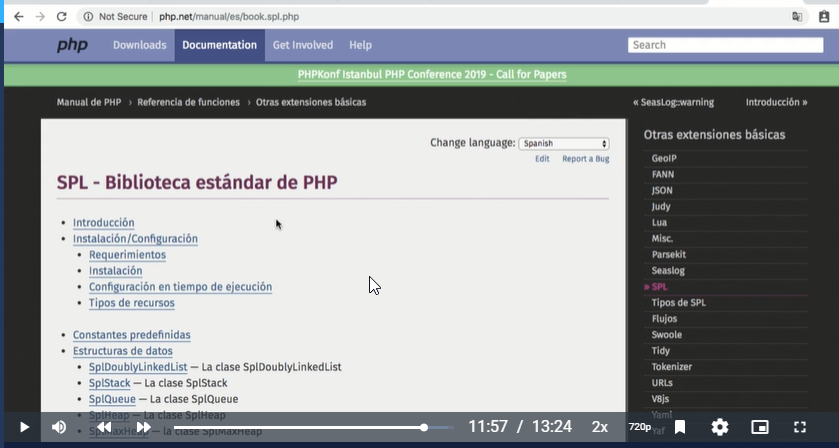 Not Secure | php.net/manual/es/book.spl.php
php Downloads Documentation Get Involved Help Search
PHPKonf Istanbul PHP Conference 2019 - Call for Papers
Manual de PHP › Referencia de funciones › Otras extensiones básicas « SeasLog::warning Introducción »
Change language: Spanish
Edit Report a Bug
SPL - Biblioteca estándar de PHP
• Introducción
• Instalación/Configuración
• Requerimientos
• Instalación
• Configuración en tiempo de ejecución
• Tipos de recursos
• Constantes predefinidas
• Estructuras de datos
• SplDoublyLinkedList — La clase SplDoublyLinkedList
• SplStack — La clase SplStack
• SplQueue — La clase SplQueue
• SplHeap — La clase SplHeap
• SplMaxHeap — la clase SplMaxHeap
Otras extensiones básicas
GeoIP
FANN
JSON
Judy
Lua
Misc.
Parsekit
Seaslog
» SPL
Tipos de SPL
Flujos
Swoole
Tidy
Tokenizer
URLs
V8js
Yaml
Yaf
11:57 / 13:24 2x 720p